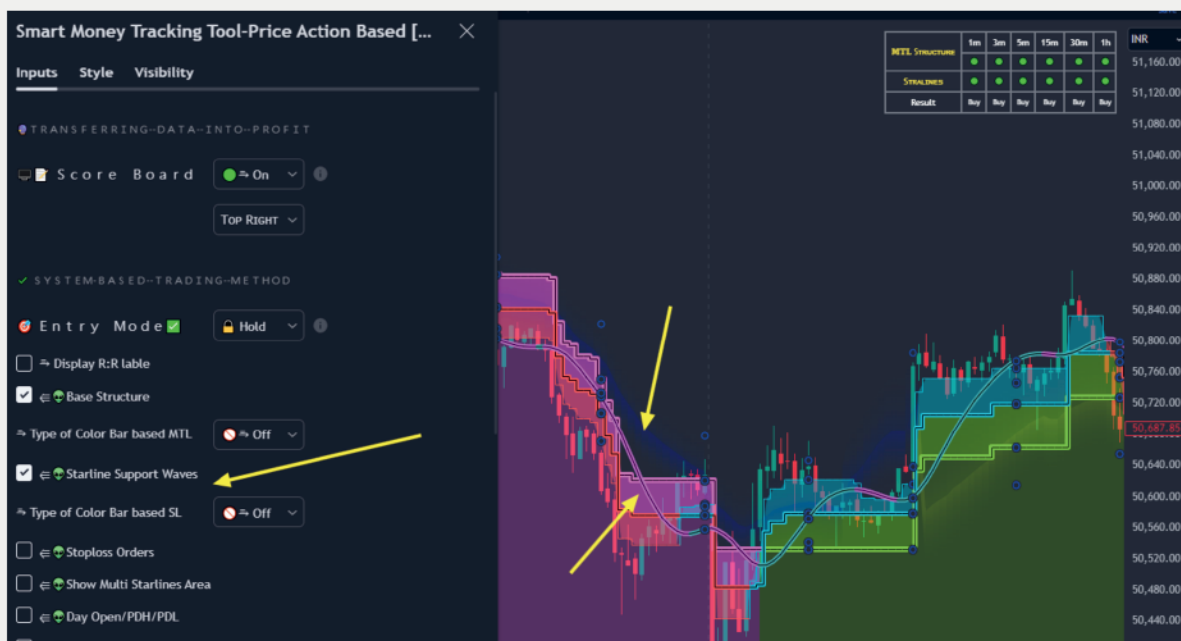 Smart Money Tracking Tool-Price Action Based [...
Inputs Style Visibility
TRANSFERRING--DATA--INTO--PROFIT
Score Board On
TOP RIGHT
SYSTEM-BASED--TRADING--METHOD
Entry Mode Hold
Display R:R lable
Base Structure
Type of Color Bar based MTL Off
Starline Support Waves
Type of Color Bar based SL Off
Stoploss Orders
Show Multi Starlines Area
Day Open/PDH/PDL
MTL STRUCTURE 1m 3m 5m 15m 30m 1h
STRALINES
Result Buy Buy Buy Buy Buy Buy
INR
51,160.00
51,120.00
51,080.00
51,040.00
51,000.00
50,960.00
50,920.00
50,880.00
50,840.00
50,800.00
50,760.00
50,720.00
50,687.85
50,640.00
50,600.00
50,560.00
50,520.00
50,480.00
50,440.00